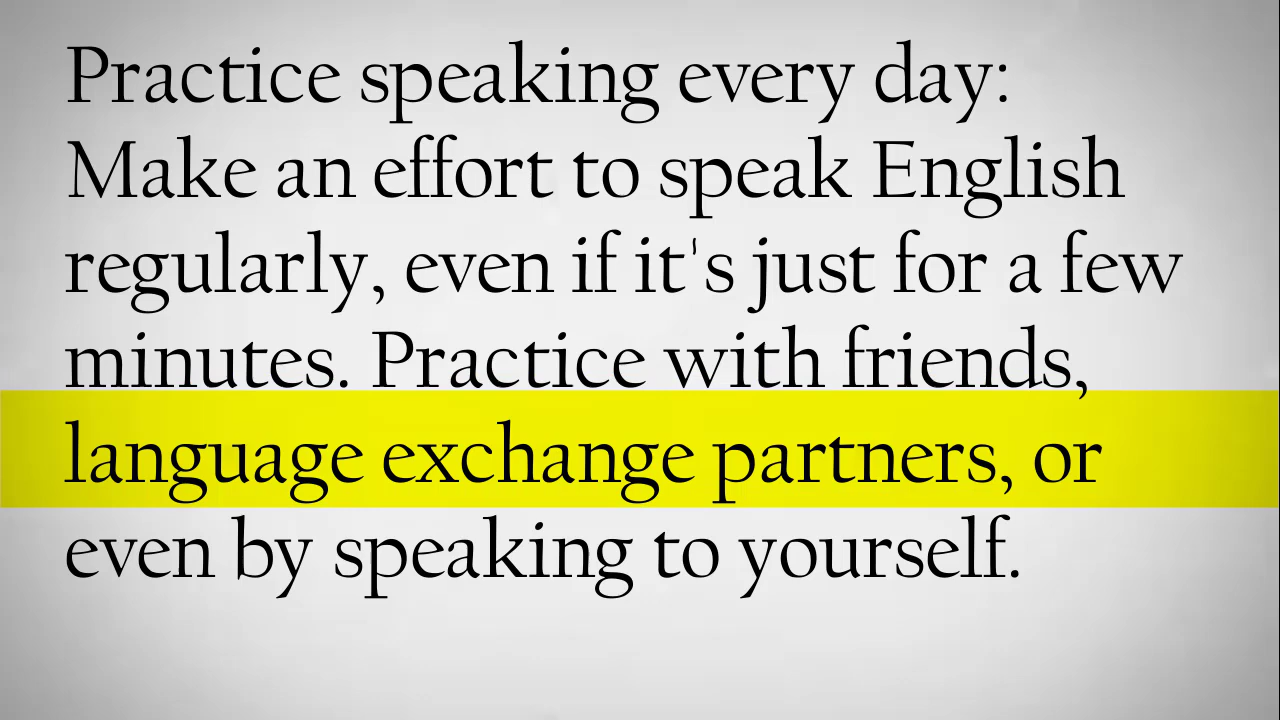 Practice speaking every day:
Make an effort to speak English
regularly, even if it's just for a few
minutes. Practice with friends,
language exchange partners, or
even by speaking to yourself.